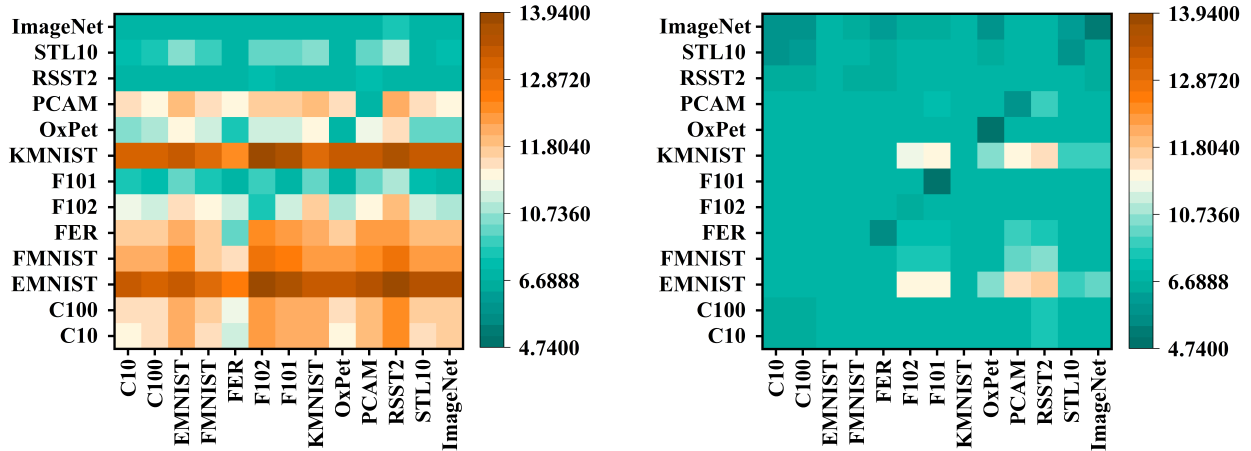 ImageNet
STL10
RSST2
PCAM
OxPet
KMNIST
F101
F102
FER
FMNIST
EMNIST
C100
C10
C10
C100
EMNIST
FMNIST
FER
F102
F101
KMNIST
OxPet
PCAM
RSST2
STL10
ImageNet
13.9400
12.8720
11.8040
10.7360
6.6888
4.7400
ImageNet
STL10
RSST2
PCAM
OxPet
KMNIST
F101
F102
FER
FMNIST
EMNIST
C100
C10
C10
C100
EMNIST
FMNIST
FER
F102
F101
KMNIST
OxPet
PCAM
RSST2
STL10
ImageNet
13.9400
12.8720
11.8040
10.7360
6.6888
4.7400